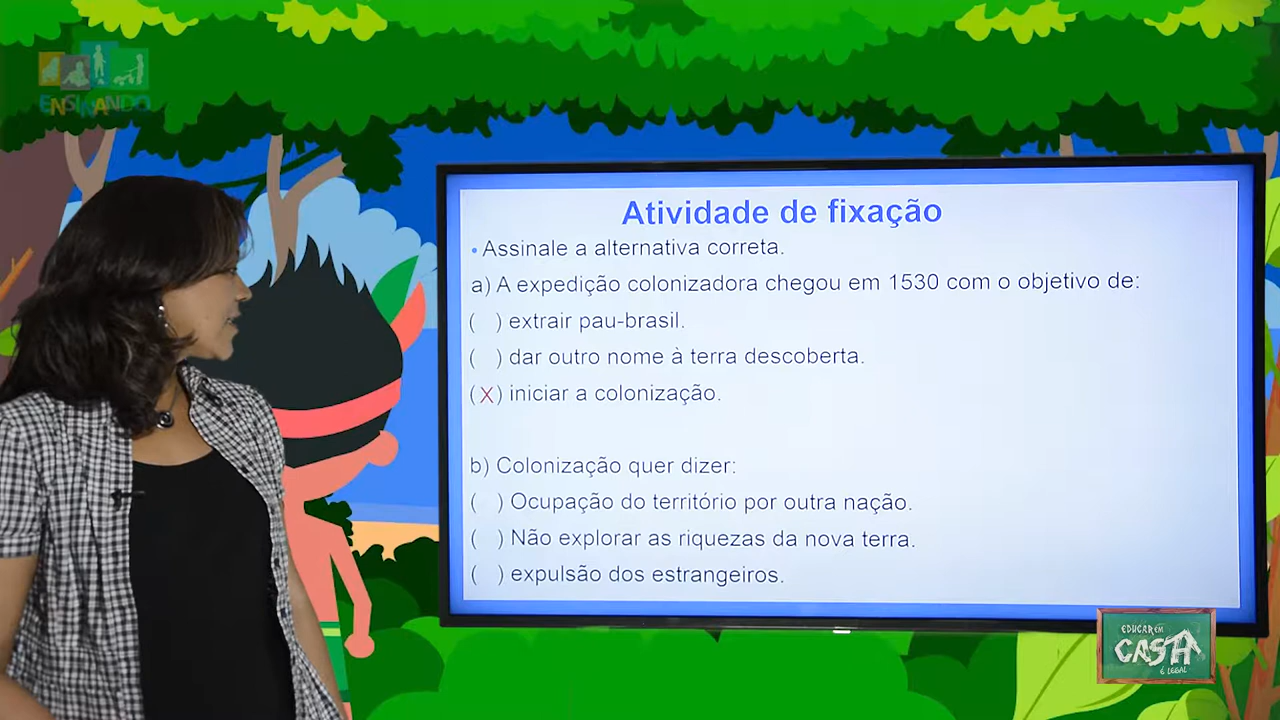 ENSINANDO
Atividade de fixação
• Assinale a alternativa correta.
a) A expedição colonizadora chegou em 1530 com o objetivo de:
( ) extrair pau-brasil.
( ) dar outro nome à terra descoberta.
(X) iniciar a colonização.
b) Colonização quer dizer:
( ) Ocupação do território por outra nação.
( ) Não explorar as riquezas da nova terra.
( ) expulsão dos estrangeiros.
EDUCAR EM
CASA
É LEGAL